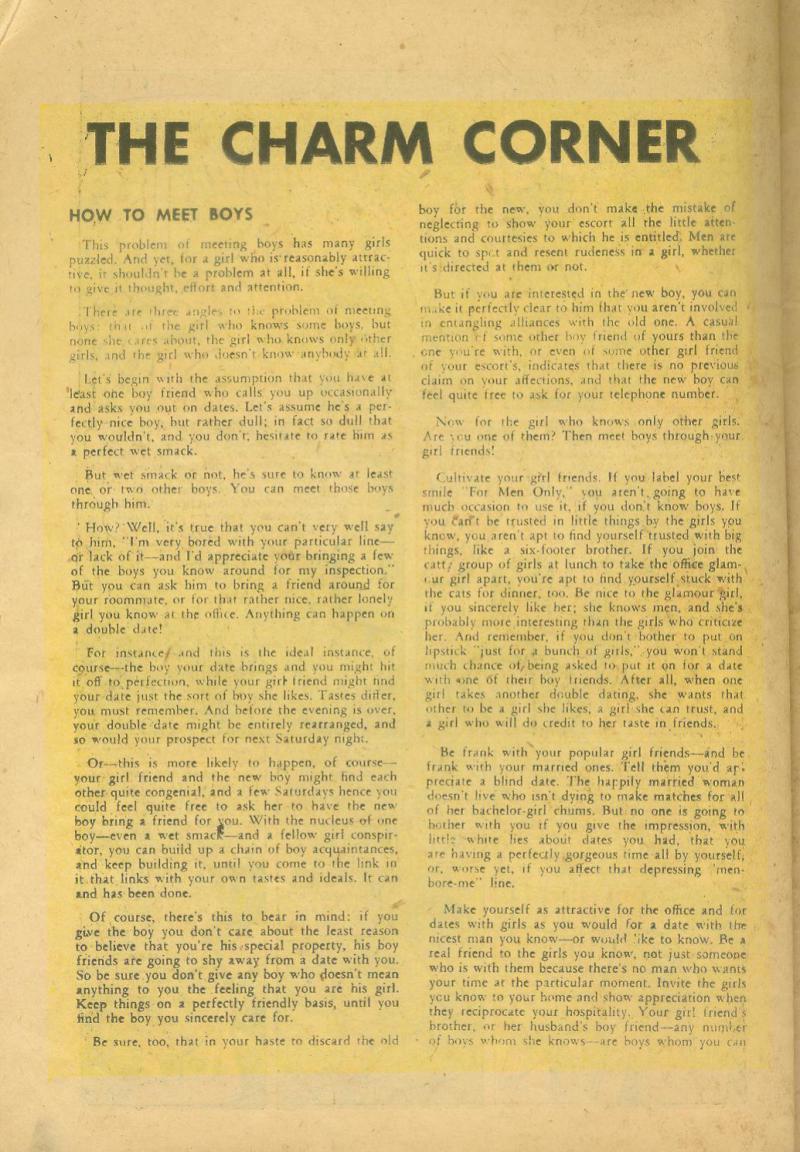 THE CHARM CORNER
HOW TO MEET BOYS
This problem of meeting boys has many girls
puzzled. And yet, for a girl who is reasonably attrac-
tive, it shouldn't be a problem at all, if she's willing
to give it thought, effort and attention.
There are three angles to the problem of meeting
boys: that of the girl who knows some boys, but
none she cares about, the girl who knows only other
girls, and the girl who doesn't know anybody at all.
Let's begin with the assumption that you have at
least one boy friend who calls you up occasionally
and asks you out on dates. Let's assume he's a per-
fectly nice boy, but rather dull; in fact so dull that
you wouldn't, and you don't, hesitate to rate him as
a perfect wet smack.
But wet smack or not, he's sure to know at least
one or two other boys. You can meet those boys
through him.
How? Well, it's true that you can't very well say
to him, "I'm very bored with your particular line—
or lack of it—and I'd appreciate your bringing a few
of the boys you know around for my inspection."
But you can ask him to bring a friend around for
your roommate, or for that rather nice, rather lonely
girl you know at the office. Anything can happen on
a double date!
For instance, and this is the ideal instance, of
course—the boy your date brings and you might hit
it off to perfection, while your girl friend might find
your date just the sort of boy she likes. Tastes differ,
you must remember. And before the evening is over,
your double date might be entirely rearranged, and
so would your prospect for next Saturday night.
Or—this is more likely to happen, of course—
your girl friend and the new boy might find each
other quite congenial, and a few Saturdays hence you
could feel quite free to ask her to have the new
boy bring a friend for you. With the nucleus of one
boy—even a wet smack—and a fellow girl conspir-
ator, you can build up a chain of boy acquaintances,
and keep building it, until you come to the link in
it that links with your own tastes and ideals. It can
and has been done.
Of course, there's this to bear in mind: if you
give the boy you don't care about the least reason
to believe that you're his special property, his boy
friends are going to shy away from a date with you.
So be sure you don't give any boy who doesn't mean
anything to you the feeling that you are his girl.
Keep things on a perfectly friendly basis, until you
find the boy you sincerely care for.
Be sure, too, that in your haste to discard the old
boy for the new, you don't make the mistake of
neglecting to show your escort all the little atten-
tions and courtesies to which he is entitled. Men are
quick to spot and resent rudeness in a girl, whether
it's directed at them or not.
But if you are interested in the new boy, you can
make it perfectly clear to him that you aren't involved
in entangling alliances with the old one. A casual
mention of some other boy friend of yours than the
one you're with, or even of some other girl friend
of your escort's, indicates that there is no previous
claim on your affections, and that the new boy can
feel quite free to ask for your telephone number.
Now for the girl who knows only other girls.
Are you one of them? Then meet boys through your
girl friends!
Cultivate your girl friends. If you label your best
smile "For Men Only," you aren't going to have
much occasion to use it, if you don't know boys. If
you can't be trusted in little things by the girls you
know, you aren't apt to find yourself trusted with big
things, like a six-footer brother. If you join the
catty group of girls at lunch to take the office glam-
our girl apart, you're apt to find yourself stuck with
the cats for dinner, too. Be nice to the glamour girl,
if you sincerely like her; she knows men, and she's
probably more interesting than the girls who criticize
her. And remember, if you don't bother to put on
lipstick "just for a bunch of girls," you won't stand
much chance of being asked to put it on for a date
with one of their boy friends. After all, when one
girl takes another double dating, she wants that
other to be a girl she likes, a girl she can trust, and
a girl who will do credit to her taste in friends.
Be frank with your popular girl friends—and be
frank with your married ones. Tell them you'd ap-
preciate a blind date. The happily married woman
doesn't live who isn't dying to make matches for all
of her bachelor-girl chums. But no one is going to
bother with you if you give the impression, with
little white lies about dates you had, that you
are having a perfectly gorgeous time all by yourself,
or, worse yet, if you affect that depressing "men-
bore-me" line.
Make yourself as attractive for the office and for
dates with girls as you would for a date with the
nicest man you know—or would like to know. Be a
real friend to the girls you know, not just someone
who is with them because there's no man who wants
your time at the particular moment. Invite the girls
you know to your home and show appreciation when
they reciprocate your hospitality. Your girl friend's
brother, or her husband's boy friend—any number
of boys whom she knows—are boys whom you can